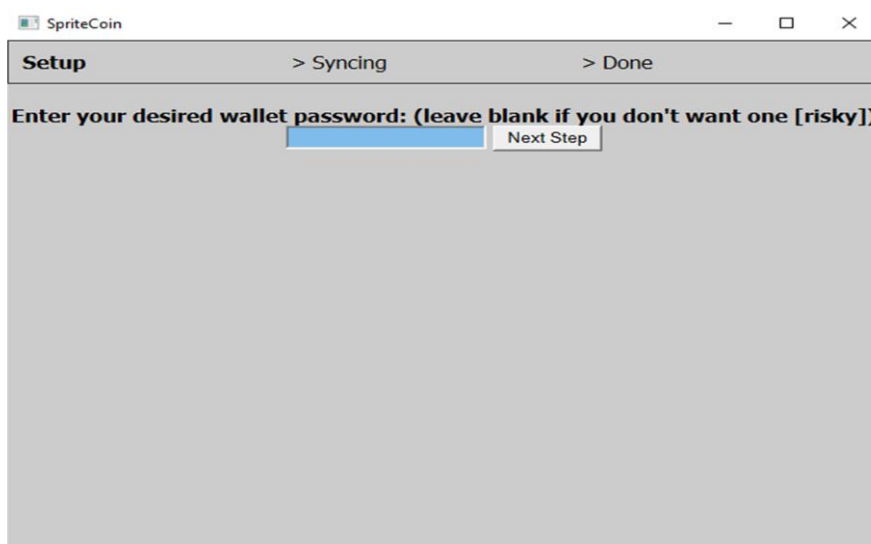 SpriteCoin
Setup > Syncing > Done
Enter your desired wallet password: (leave blank if you don't want one [risky])
Next Step